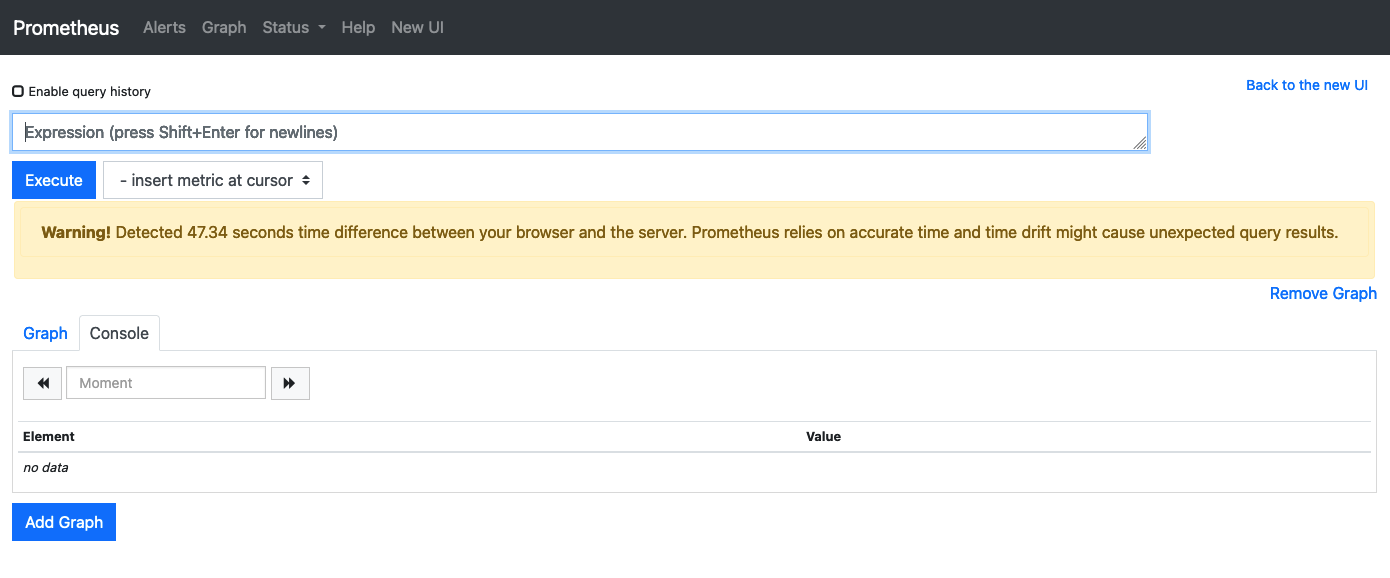 Prometheus Alerts Graph Status Help New UI
Enable query history
Back to the new UI
Expression (press Shift+Enter for newlines)
Execute - insert metric at cursor
Warning! Detected 47.34 seconds time difference between your browser and the server. Prometheus relies on accurate time and time drift might cause unexpected query results.
Remove Graph
Graph Console
Moment
Element Value
no data
Add Graph